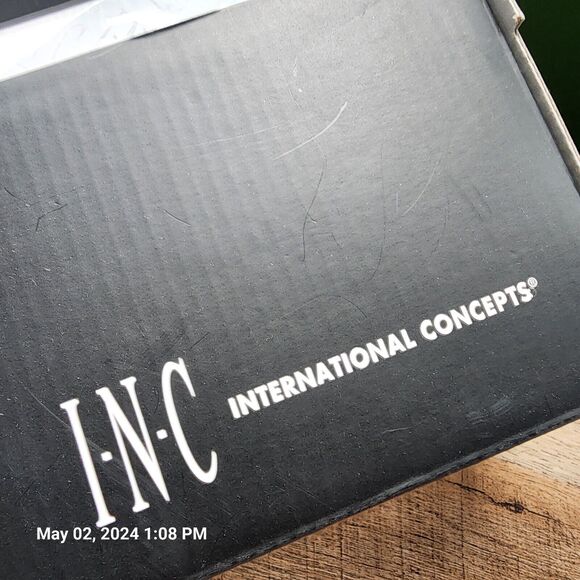 I·N·C INTERNATIONAL CONCEPTS®
May 02, 2024 1:08 PM